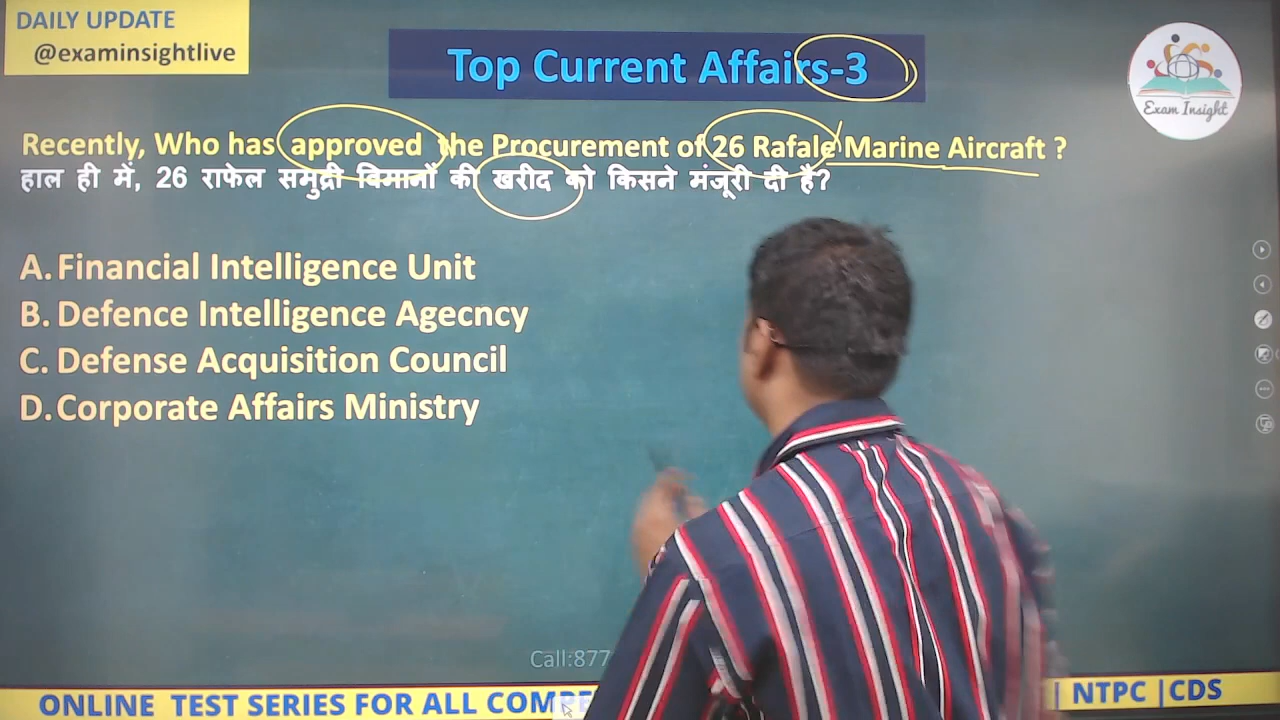 DAILY UPDATE
@examinsightlive
Top Current Affairs-3
Exam Insight
Recently, Who has approved the Procurement of 26 Rafale Marine Aircraft ?
हाल ही में, 26 राफेल समुद्री विमानों की खरीद को किसने मंजूरी दी है?
A. Financial Intelligence Unit
B. Defence Intelligence Agecncy
C. Defense Acquisition Council
D. Corporate Affairs Ministry
Call:877
ONLINE TEST SERIES FOR ALL | NTPC |CDS